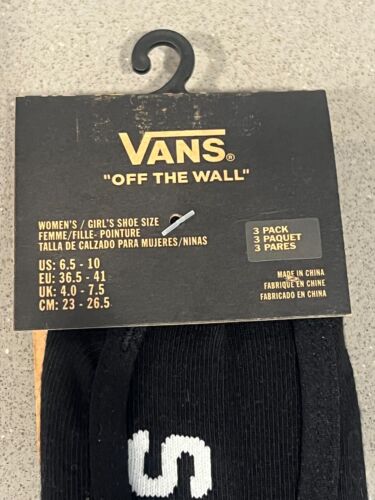 VANS®
"OFF THE WALL"
WOMEN'S / GIRL'S SHOE SIZE
FEMME/FILLE- POINTURE
TALLA DE CALZADO PARA MUJERES/NINAS
US: 6.5 - 10
EU: 36.5 - 41
UK: 4.0 - 7.5
CM: 23 - 26.5
3 PACK
3 PAQUET
3 PARES
MADE IN CHINA
FABRIQUE EN CHINE
FABRICADO EN CHINA
S